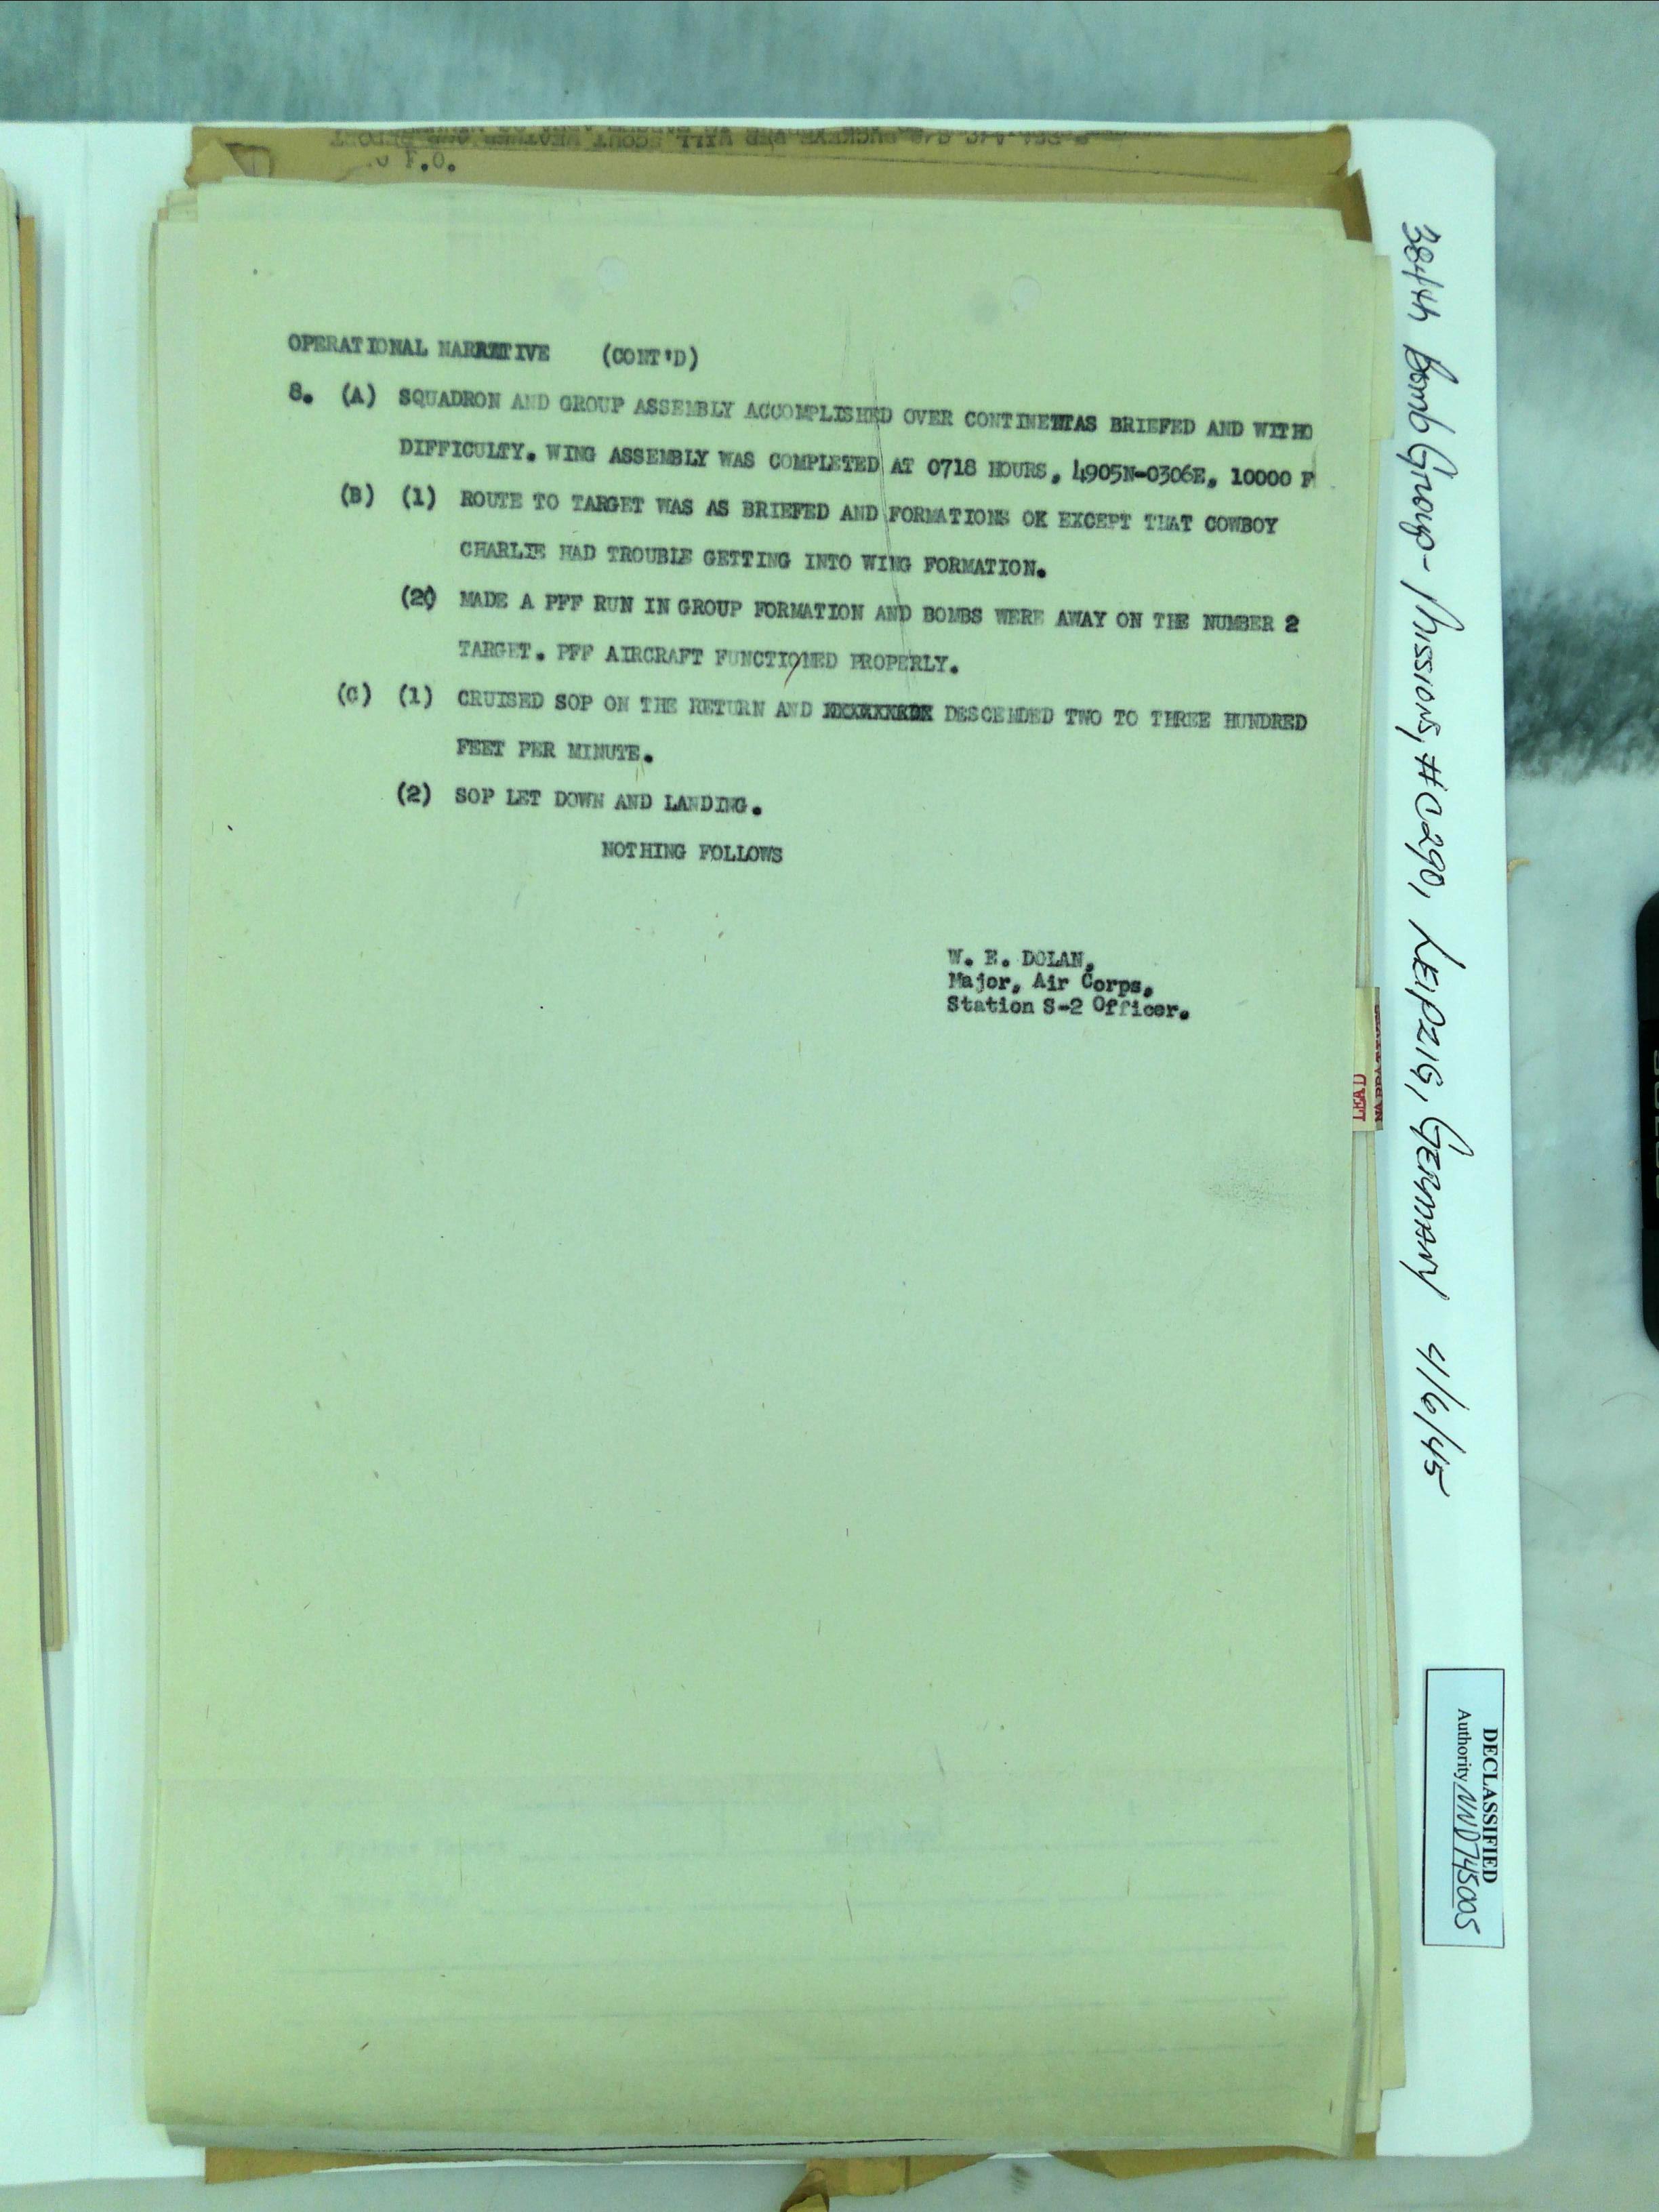 F.O.
OPERATIONAL NARRATIVE (CONT'D)
8. (A) SQUADRON AND GROUP ASSEMBLY ACCOMPLISHED OVER CONTINENTAS BRIEFED AND WITHO
DIFFICULTY. WING ASSEMBLY WAS COMPLETED AT 0718 HOURS, 4905N-0306E, 10000 F
(B) (1) ROUTE TO TARGET WAS AS BRIEFED AND FORMATIONS OK EXCEPT THAT COWBOY
CHARLIE HAD TROUBLE GETTING INTO WING FORMATION.
(2) MADE A PFF RUN IN GROUP FORMATION AND BOMBS WERE AWAY ON THE NUMBER 2
TARGET. PFF AIRCRAFT FUNCTIONED PROPERLY.
(C) (1) CRUISED SOP ON THE RETURN AND DESCENDED TWO TO THREE HUNDRED
FEET PER MINUTE.
(2) SOP LET DOWN AND LANDING.
NOTHING FOLLOWS
W. E. DOLAN,
Major, Air Corps,
Station S-2 Officer.
LEAD
384th Bomb Group - Missions, #C290, LEIPZIG, GERMANY 4/6/45
DECLASSIFIED
Authority NND745005